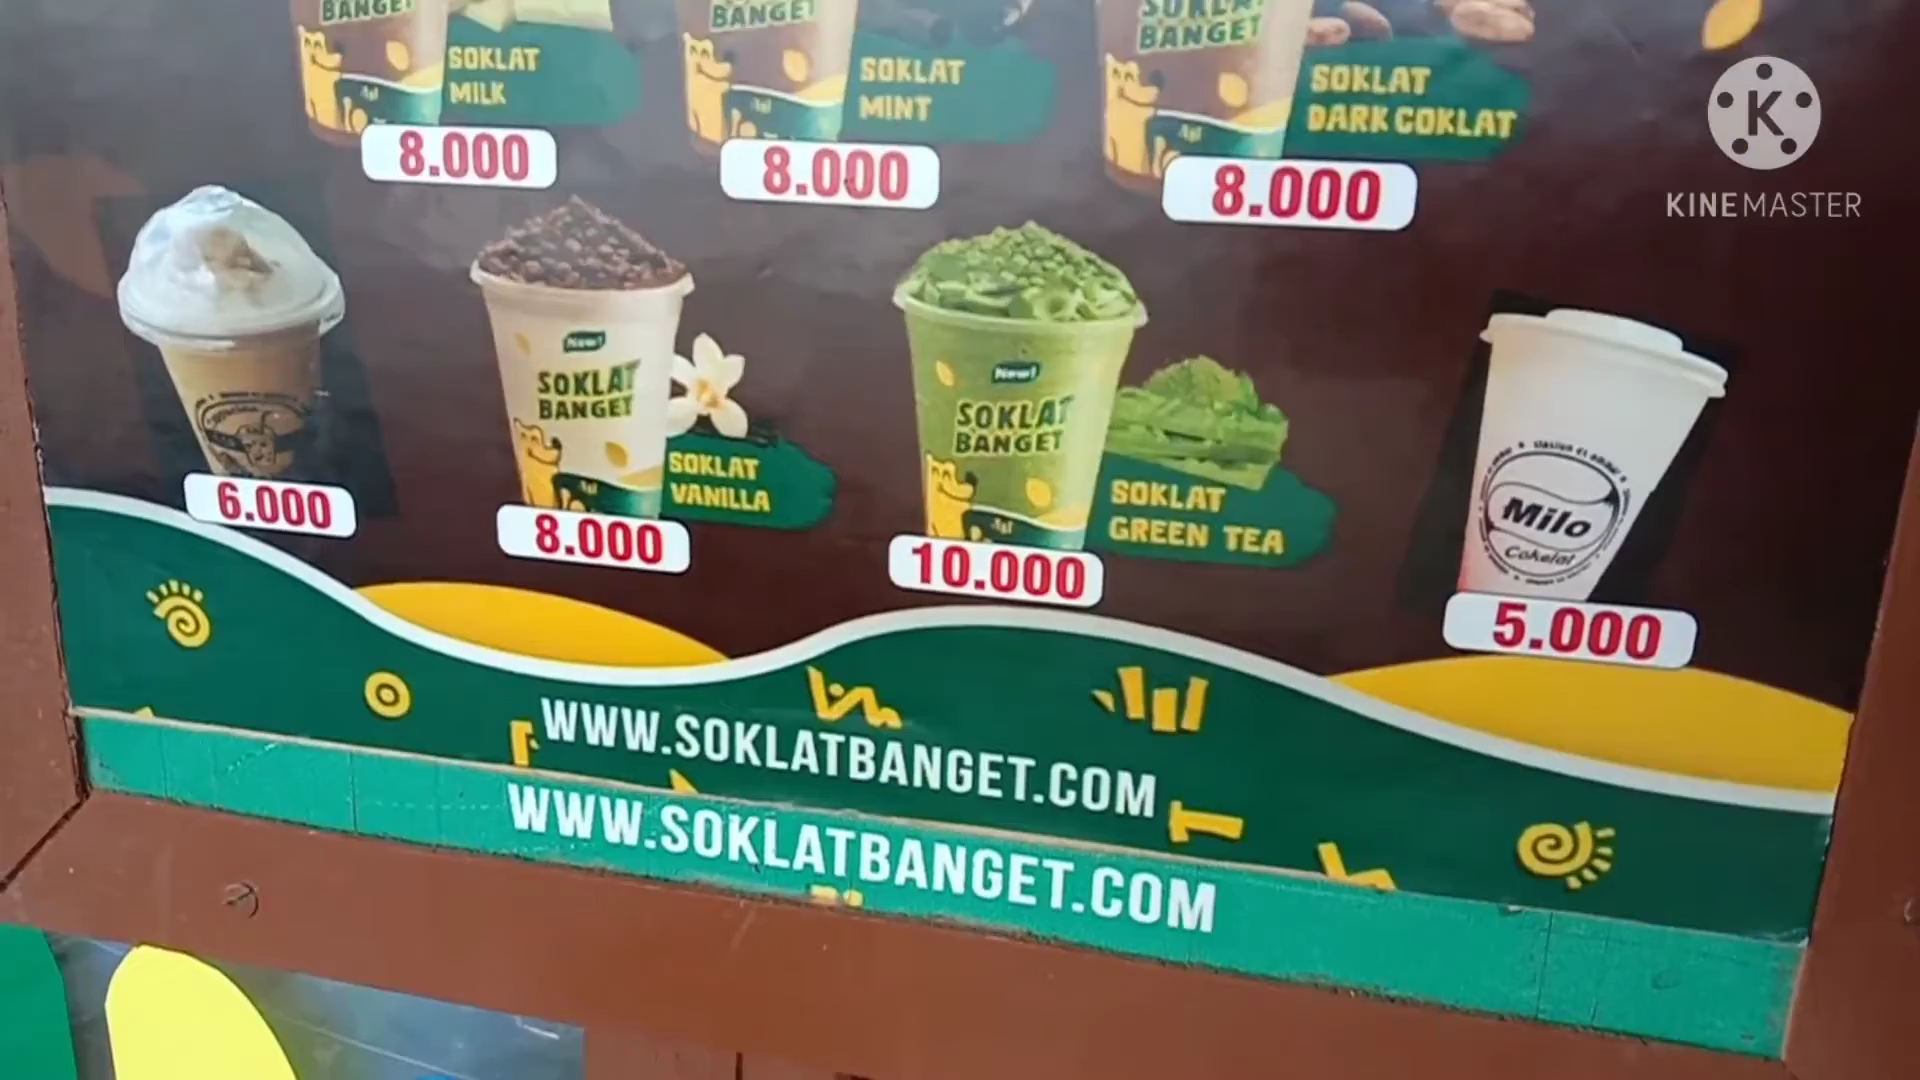 BANGET
BANGET
SOKLAT
BANGET
SOKLAT
MILK
SOKLAT
MINT
SOKLAT
DARK COKLAT
8.000
8.000
8.000
KINEMASTER
New!
SOKLAT
BANGET
SOKLAT
VANILLA
New!
SOKLAT
BANGET
SOKLAT
GREEN TEA
Milo
Cokelat
6.000
8.000
10.000
5.000
WWW.SOKLATBANGET.COM
WWW.SOKLATBANGET.COM